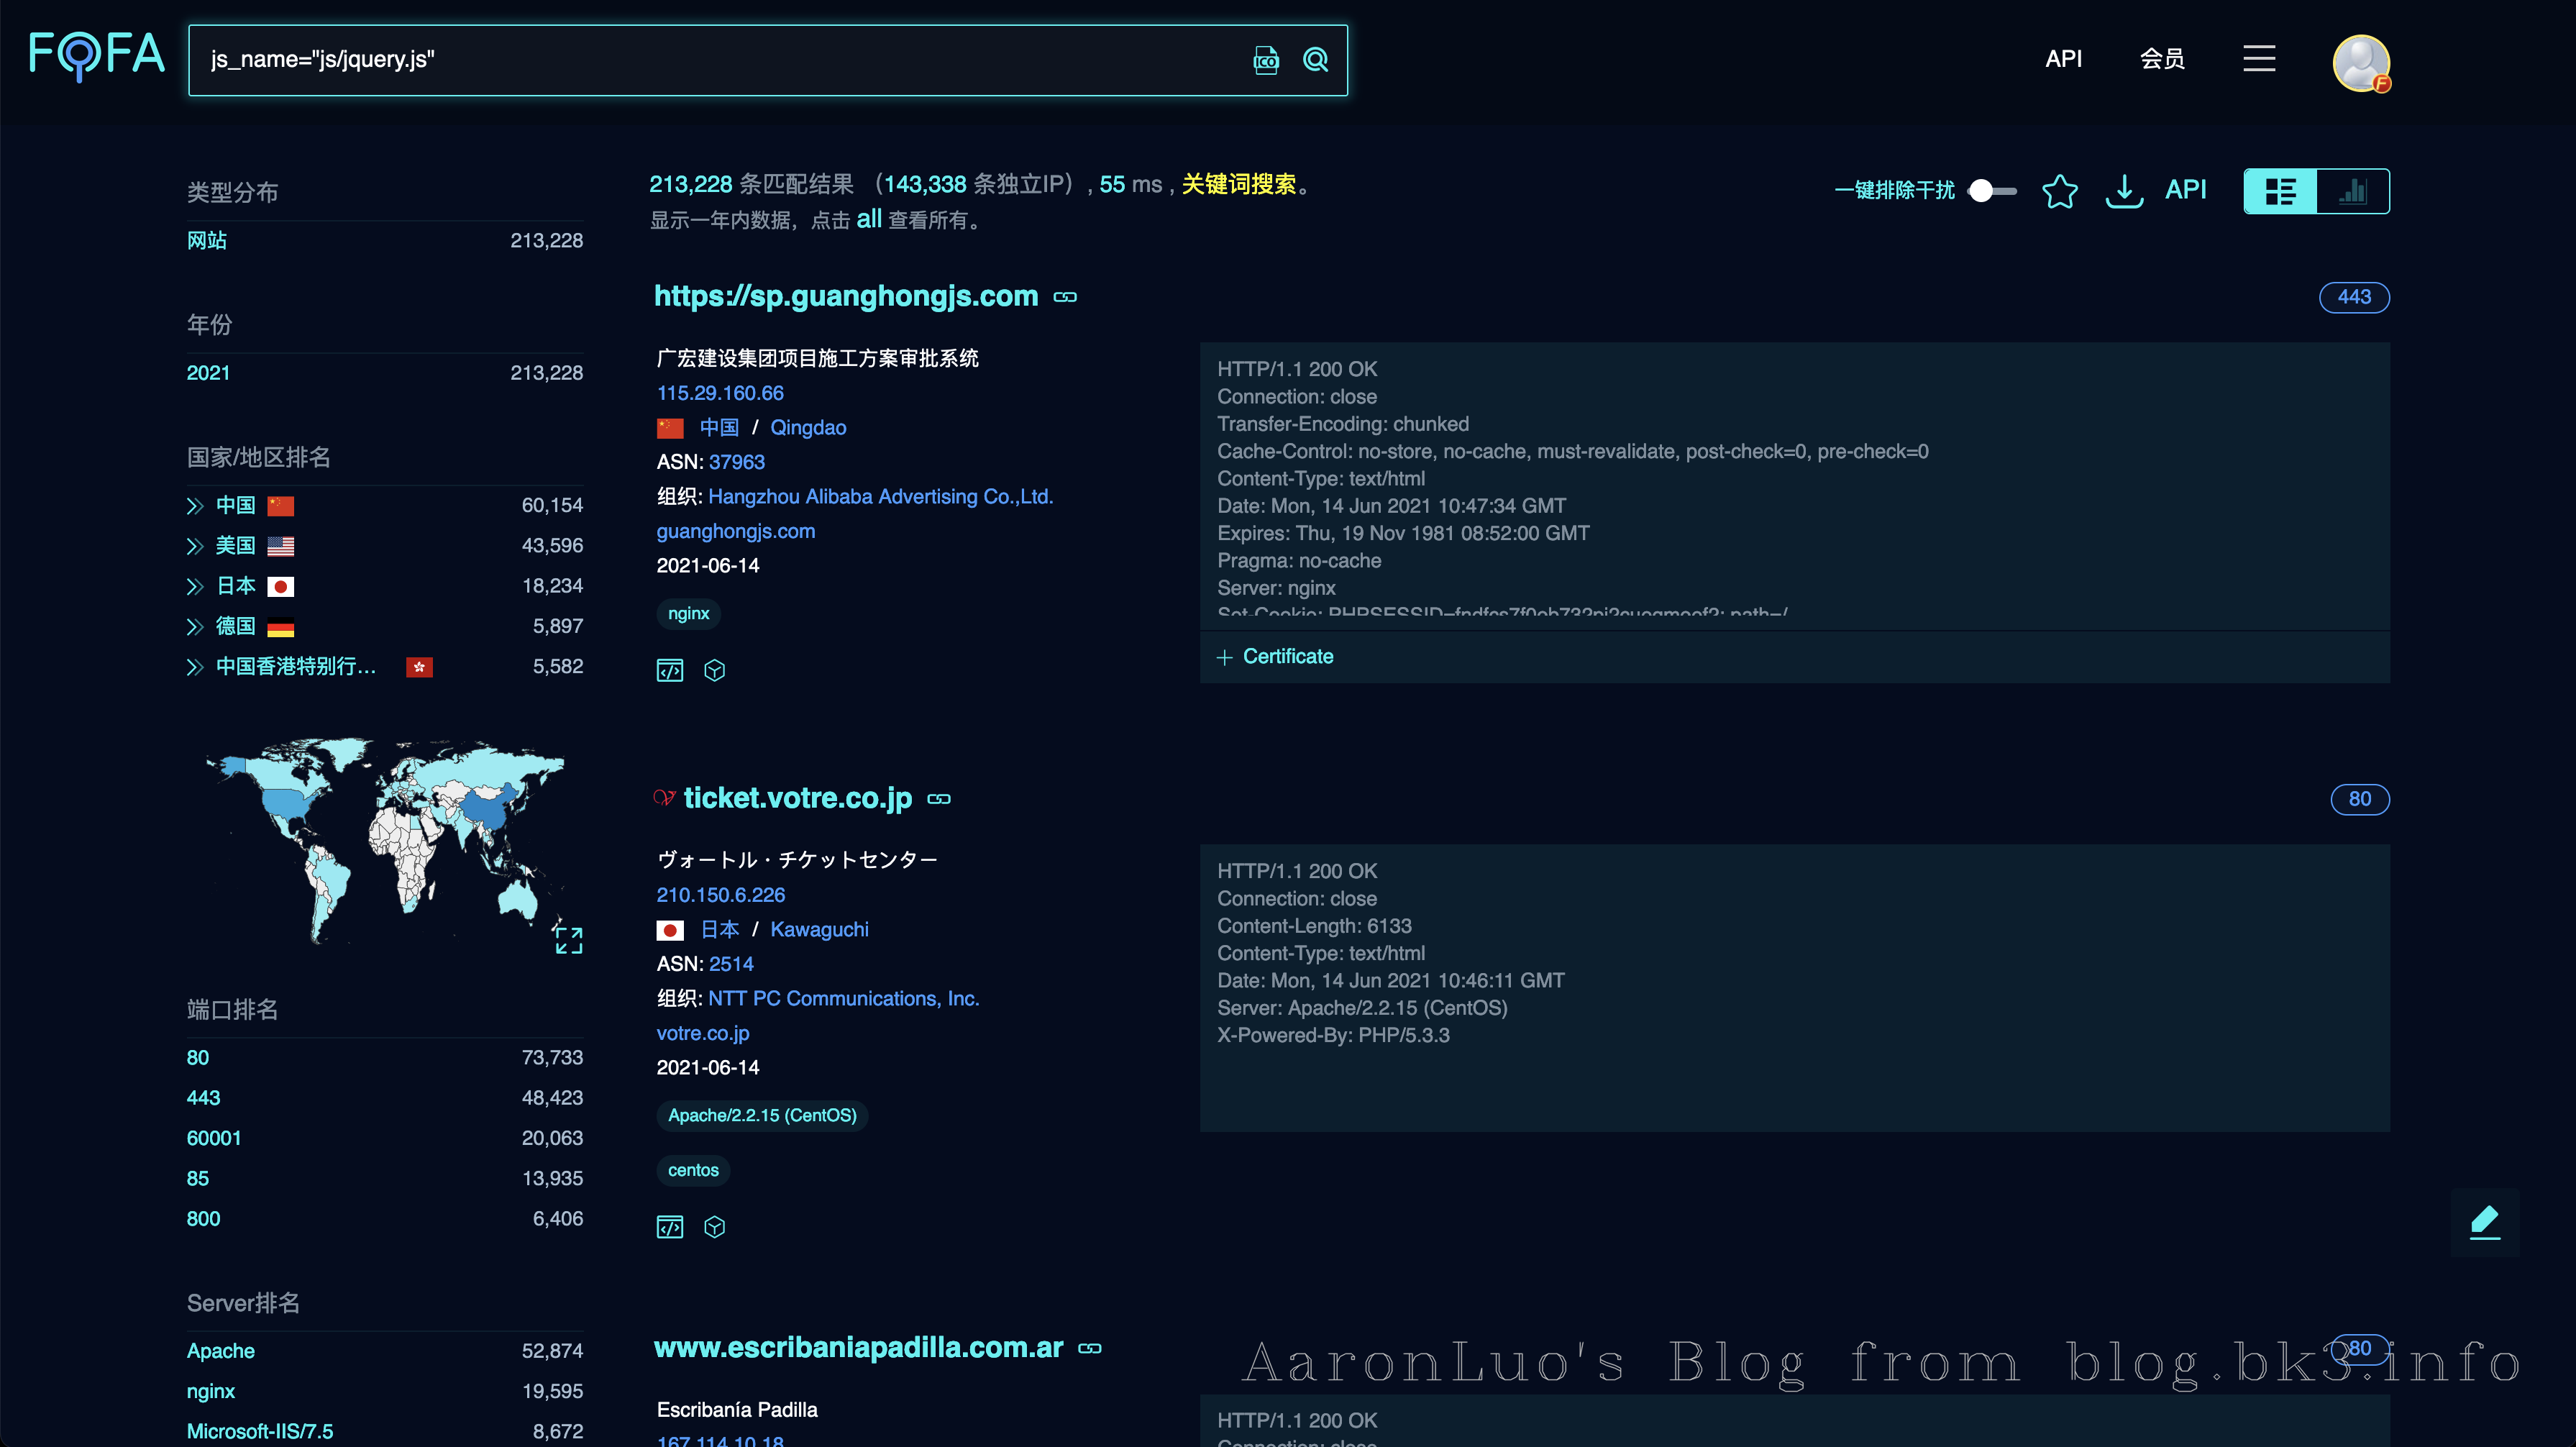 FOFA
js_name="js/jquery.js"
ICO
API
会员
F
类型分布
网站 213,228
年份
2021 213,228
国家/地区排名
中国 60,154
美国 43,596
日本 18,234
德国 5,897
中国香港特别行... 5,582
端口排名
80 73,733
443 48,423
60001 20,063
85 13,935
800 6,406
Server排名
Apache 52,874
nginx 19,595
Microsoft-IIS/7.5 8,672
213,228 条匹配结果 （143,338 条独立IP）, 55 ms , 关键词搜索。
显示一年内数据，点击 all 查看所有。
一键排除干扰
API
https://sp.guanghongjs.com
443
广宏建设集团项目施工方案审批系统
115.29.160.66
中国 / Qingdao
ASN: 37963
组织: Hangzhou Alibaba Advertising Co.,Ltd.
guanghongjs.com
2021-06-14
nginx
HTTP/1.1 200 OK
Connection: close
Transfer-Encoding: chunked
Cache-Control: no-store, no-cache, must-revalidate, post-check=0, pre-check=0
Content-Type: text/html
Date: Mon, 14 Jun 2021 10:47:34 GMT
Expires: Thu, 19 Nov 1981 08:52:00 GMT
Pragma: no-cache
Server: nginx
Set-Cookie: path=/
+ Certificate
ticket.votre.co.jp
80
ヴォートル・チケットセンター
210.150.6.226
日本 / Kawaguchi
ASN: 2514
组织: NTT PC Communications, Inc.
votre.co.jp
2021-06-14
Apache/2.2.15 (CentOS)
centos
HTTP/1.1 200 OK
Connection: close
Content-Length: 6133
Content-Type: text/html
Date: Mon, 14 Jun 2021 10:46:11 GMT
Server: Apache/2.2.15 (CentOS)
X-Powered-By: PHP/5.3.3
www.escribaniapadilla.com.ar
80
Escribanía Padilla
167.114.10.18
HTTP/1.1 200 OK
Connection: close
AaronLuo's Blog from blog.bk3.info